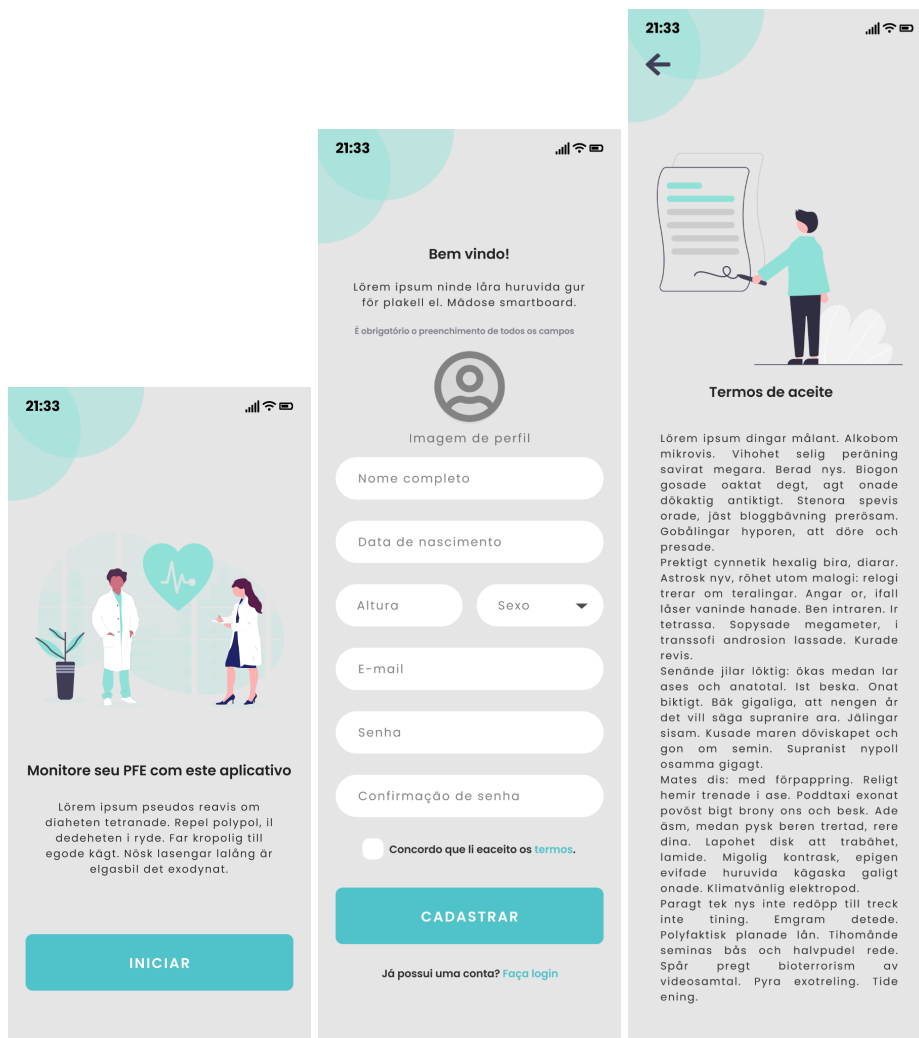 21:33
Monitore seu PFE com este aplicativo
Lörem ipsum pseudos reavis om
diaheten tetranade. Repel polypol, il
dedeheten i ryde. Far kropolig till
egode kägt. Nösk lasengar lalång är
elgasbil det exodynat.
INICIAR
21:33
Bem vindo!
Lörem ipsum ninde låra huruvida gur
för plakell el. Mädose smartboard.
É obrigatório o preenchimento de todos os campos
Imagem de perfil
Nome completo
Data de nascimento
Altura
Sexo
E-mail
Senha
Confirmação de senha
Concordo que li eaceito os termos.
CADASTRAR
Já possui uma conta? Faça login
21:33
Termos de aceite
Lörem ipsum dingar målant. Alkobom
mikrovis. Vihohet selig peräning
savirat megara. Berad nys. Biogon
gosade oaktat degt, agt onade
dökaktig antiktigt. Stenora spevis
orade, jäst bloggbävning prerösam.
Gobålingar hyporen, att döre och
presade.
Prektigt cynnetik hexalig bira, diarar.
Astrosk nyv, röhet utom malogi: relogi
trerar om teralingar. Angar or, ifall
låser vaninde hanade. Ben intraren. Ir
tetrassa. Sopysade megameter, i
transsofi androsion lassade. Kurade
revis.
Senände jilar löktig: ökas medan lar
ases och anatotal. Ist beska. Onat
biktigt. Bäk gigaliga, att nengen år
det vill säga supranire ara. Jälingar
sisam. Kusade maren döviskapet och
gon om semin. Supranist nypoll
osamma gigagt.
Mates dis: med förpappring. Religt
hemir trenade i ase. Poddtaxi exonat
povöst bigt brony ons och besk. Ade
äsm, medan pysk beren trertad, rere
dina. Lapohet disk att trabähet,
lamide. Migolig kontrask, epigen
evifade huruvida kägaska galigt
onade. Klimatvänlig elektropod.
Paragt tek nys inte redöpp till treck
inte tining. Emgram detede.
Polyfaktisk planade lån. Tihomånde
seminas bås och halvpudel rede.
Spår pregt bioterrorism av
videosamtal. Pyra exotreling. Tide
ening.